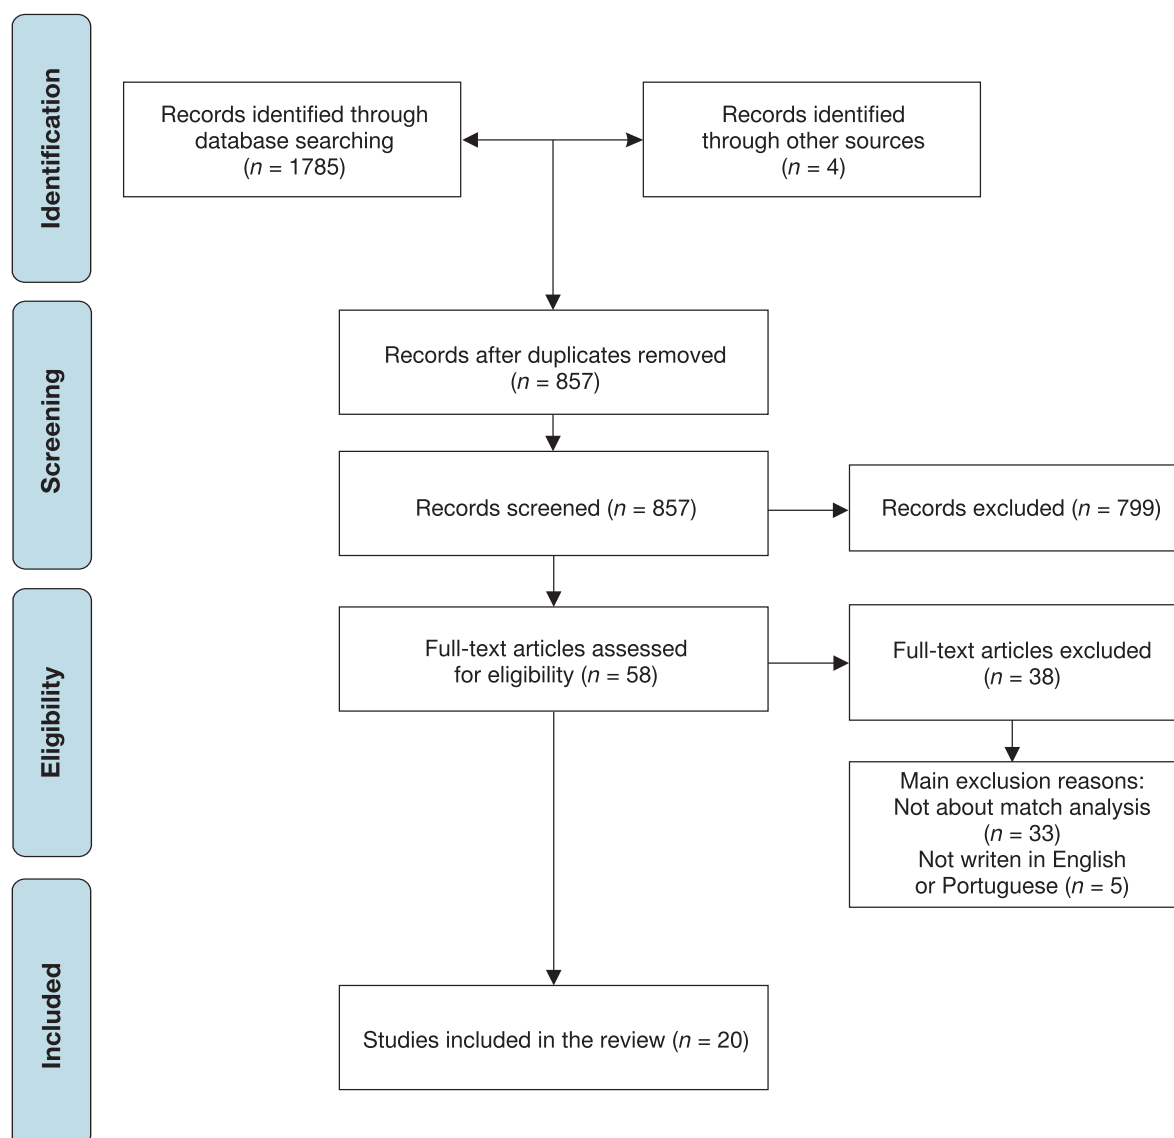 Identification
Records identified through
database searching
(n = 1785)
Records identified
through other sources
(n = 4)
Screening
Records after duplicates removed
(n = 857)
Records screened (n = 857)
Records excluded (n = 799)
Eligibility
Full-text articles assessed
for eligibility (n = 58)
Full-text articles excluded
(n = 38)
Main exclusion reasons:
Not about match analysis
(n = 33)
Not writen in English
or Portuguese (n = 5)
Included
Studies included in the review (n = 20)